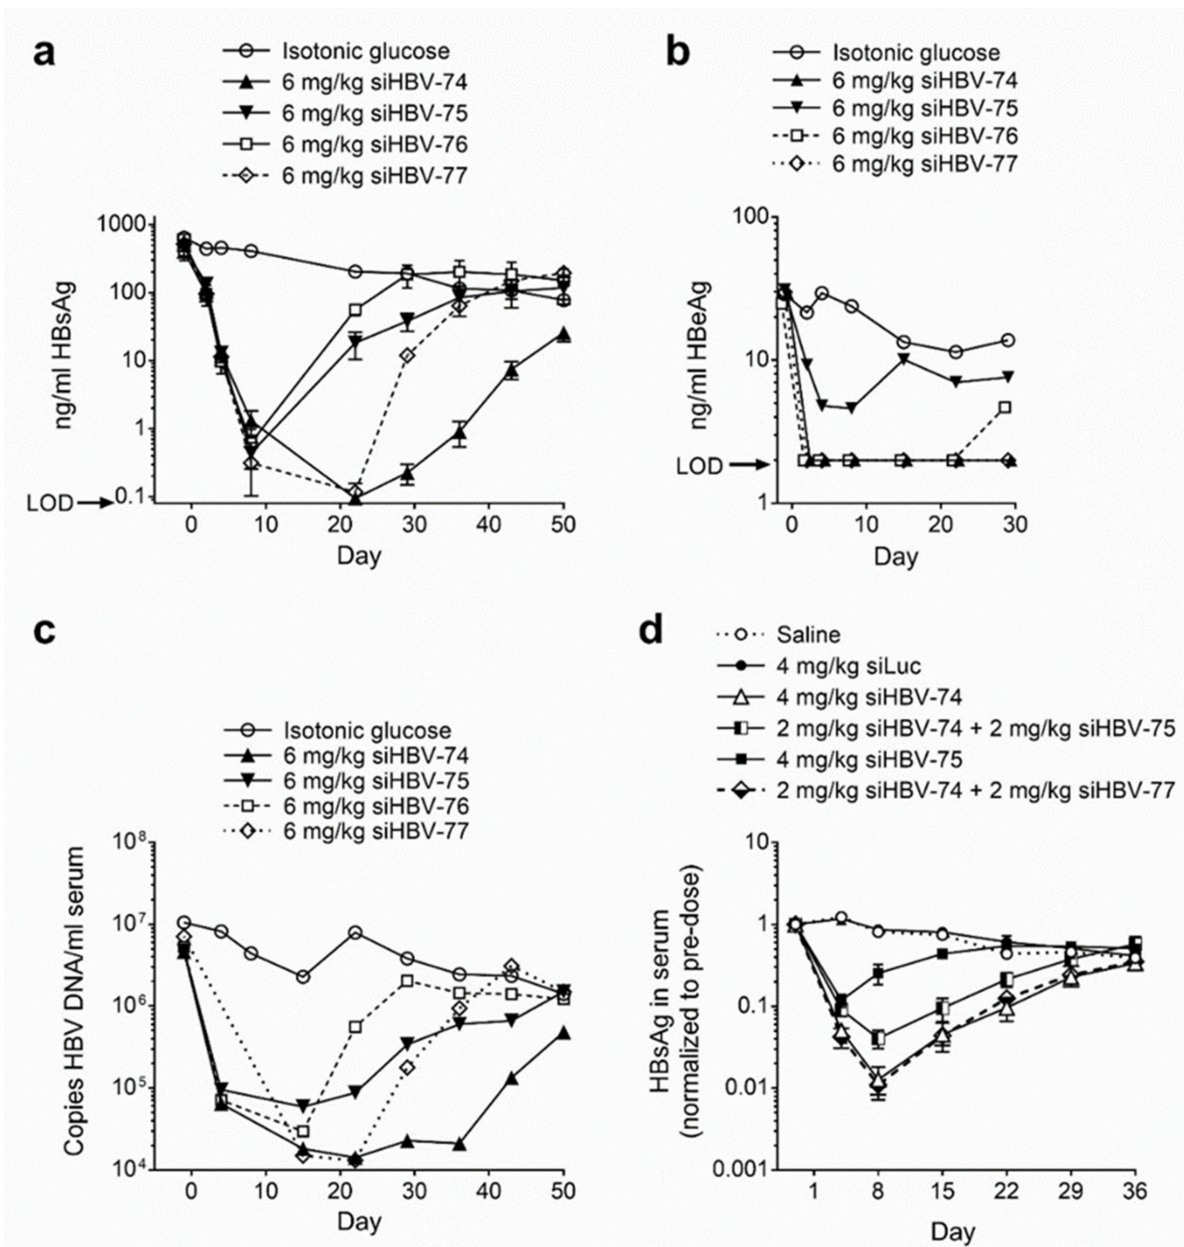 a
Isotonic glucose
6 mg/kg siHBV-74
6 mg/kg siHBV-75
6 mg/kg siHBV-76
6 mg/kg siHBV-77
1000
100
10
1
0.1
ng/ml HBsAg
LOD
0 10 20 30 40 50
Day
b
Isotonic glucose
6 mg/kg siHBV-74
6 mg/kg siHBV-75
6 mg/kg siHBV-76
6 mg/kg siHBV-77
100
10
1
ng/ml HBeAg
LOD
0 10 20 30
Day
c
Isotonic glucose
6 mg/kg siHBV-74
6 mg/kg siHBV-75
6 mg/kg siHBV-76
6 mg/kg siHBV-77
10⁸
10⁷
10⁶
10⁵
10⁴
Copies HBV DNA/ml serum
0 10 20 30 40 50
Day
d
Saline
4 mg/kg siLuc
4 mg/kg siHBV-74
2 mg/kg siHBV-74 + 2 mg/kg siHBV-75
4 mg/kg siHBV-75
2 mg/kg siHBV-74 + 2 mg/kg siHBV-77
10
1
0.1
0.01
0.001
HBsAg in serum
(normalized to pre-dose)
1 8 15 22 29 36
Day